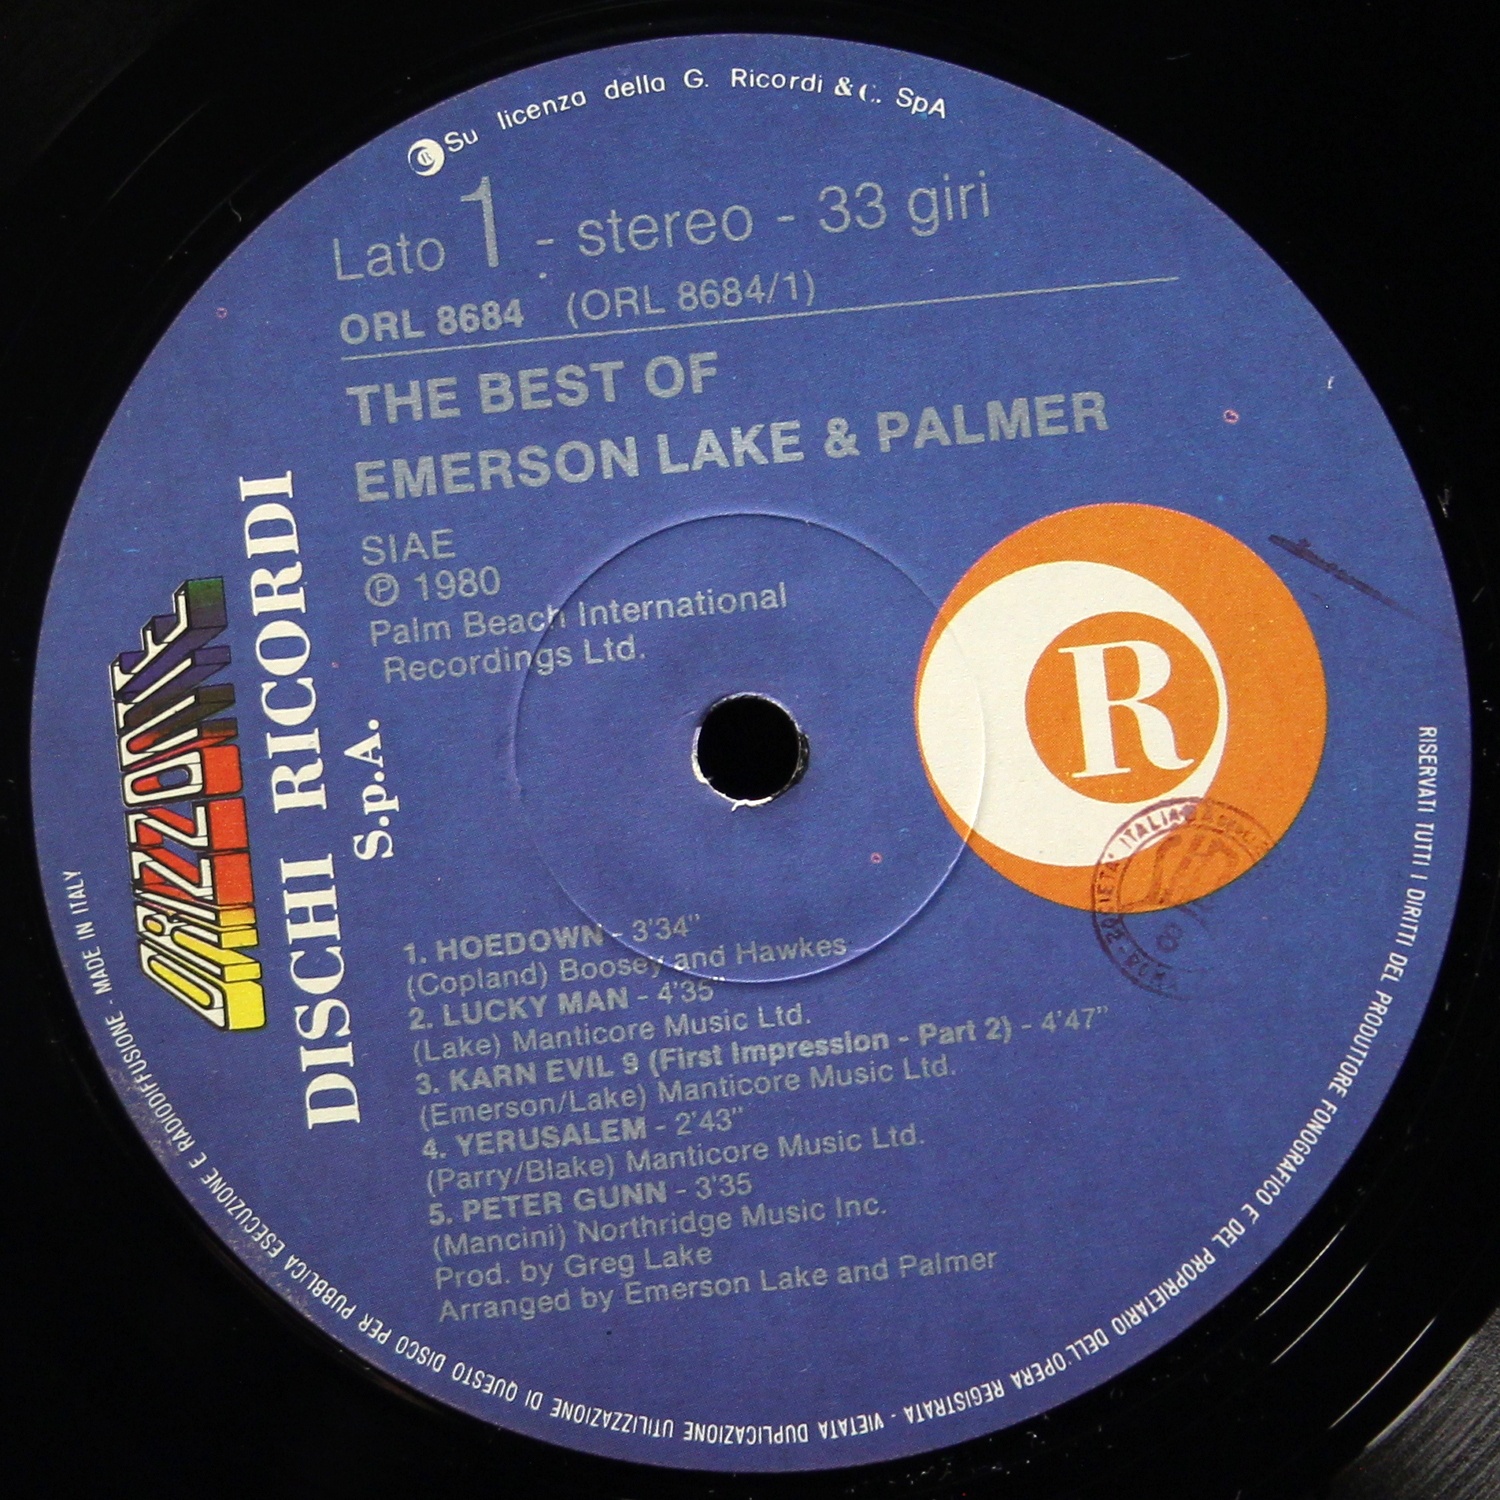 Su licenza della G. Ricordi & C. SpA
Lato 1 - stereo - 33 giri
ORL 8684 (ORL 8684/1)
THE BEST OF
EMERSON LAKE & PALMER
SIAE
℗ 1980
Palm Beach International
Recordings Ltd.
ORIZZONTE
DISCHI RICORDI
S.p.A.
R
SOCIETA' ITALIANA
ROMA
8
1. HOEDOWN - 3'34"
(Copland) Boosey and Hawkes
2. LUCKY MAN - 4'35"
(Lake) Manticore Music Ltd.
3. KARN EVIL 9 (First Impression - Part 2) - 4'47"
(Emerson/Lake) Manticore Music Ltd.
4. YERUSALEM - 2'43"
(Parry/Blake) Manticore Music Ltd.
5. PETER GUNN - 3'35
(Mancini) Northridge Music Inc.
Prod. by Greg Lake
Arranged by Emerson Lake and Palmer
RISERVATI TUTTI I DIRITTI DEL PRODUTTORE FONOGRAFICO E DEL PROPRIETARIO DELL'OPERA REGISTRATA - VIETATA DUPLICAZIONE UTILIZZAZIONE DI QUESTO DISCO PER PUBBLICA ESECUZIONE E RADIODIFFUSIONE - MADE IN ITALY